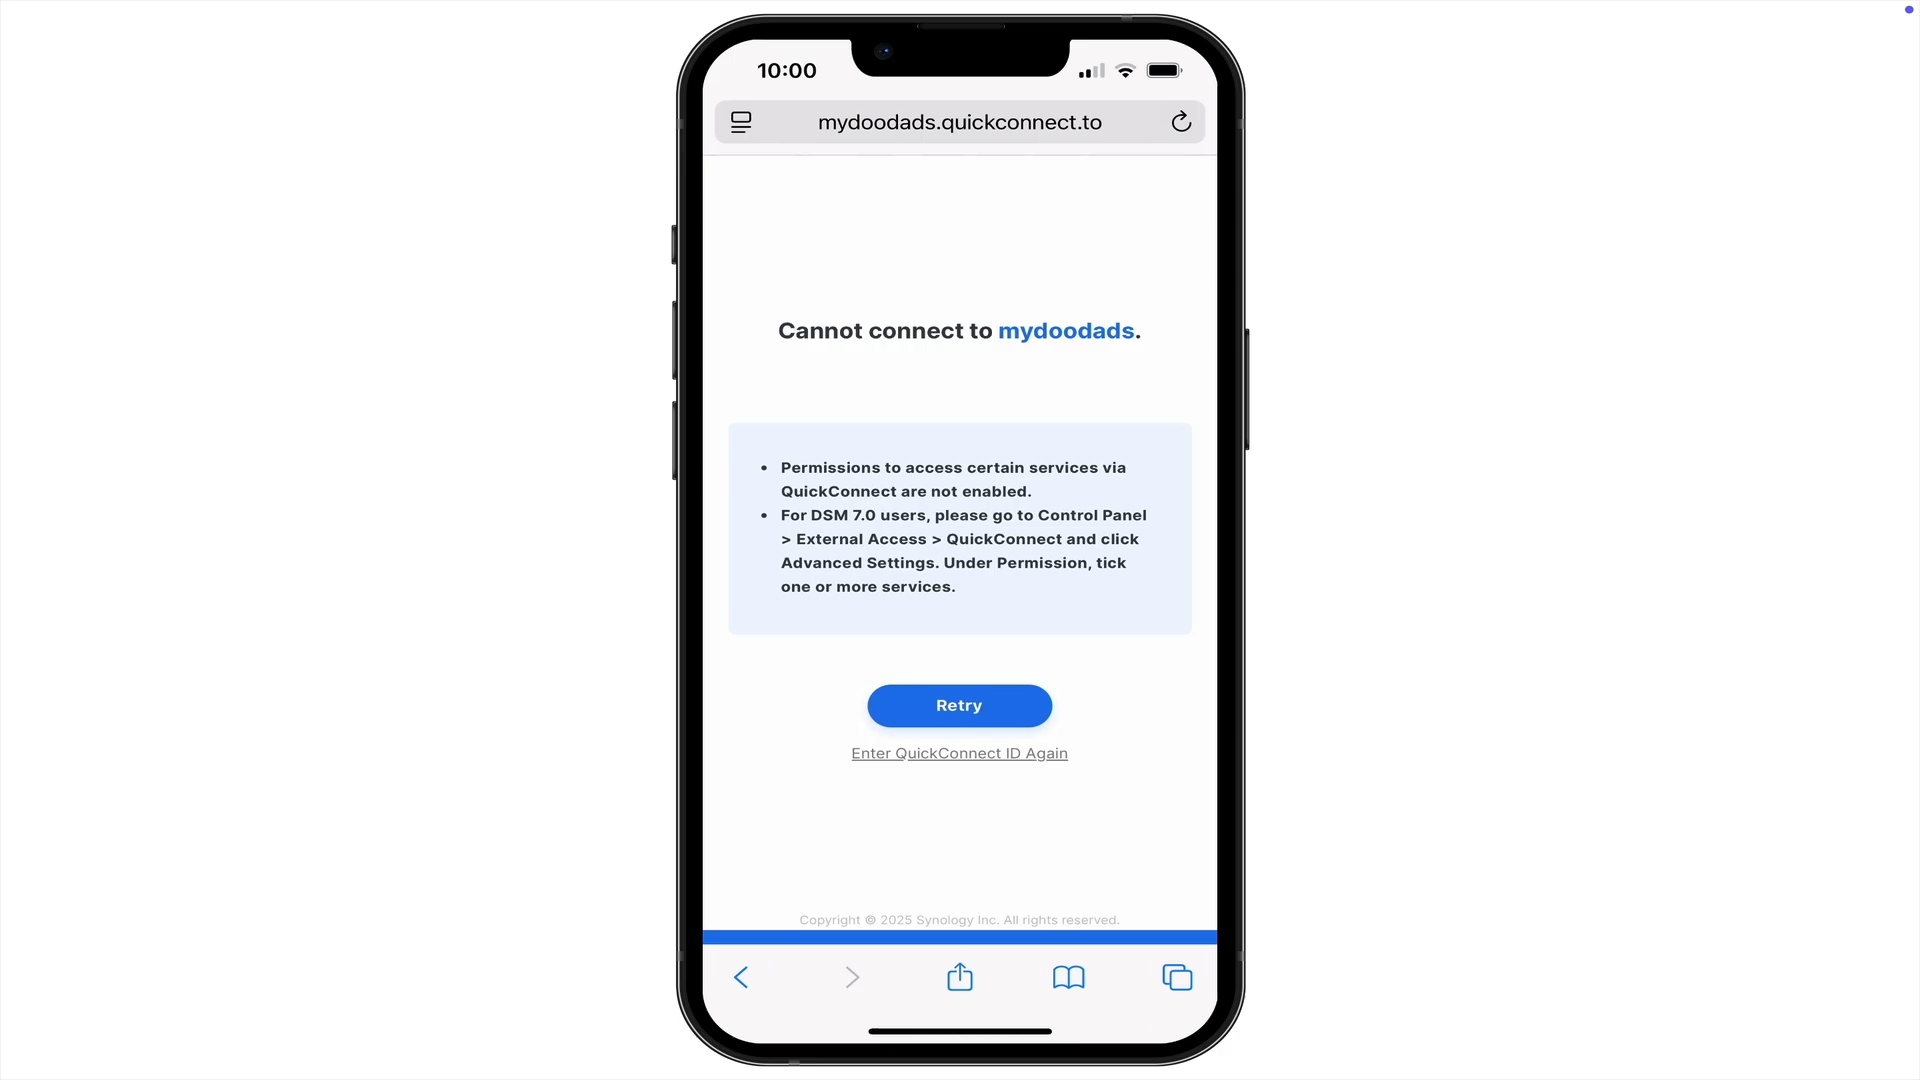 10:00
mydoodads.quickconnect.to
Cannot connect to mydoodads.
• Permissions to access certain services via
QuickConnect are not enabled.
• For DSM 7.0 users, please go to Control Panel
> External Access > QuickConnect and click
Advanced Settings. Under Permission, tick
one or more services.
Retry
Enter QuickConnect ID Again
Copyright © 2025 Synology Inc. All rights reserved.